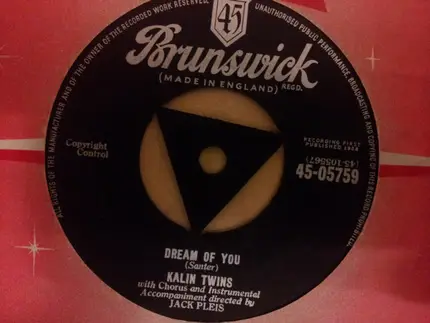 ALL RIGHTS OF THE MANUFACTURER AND OF THE OWNER OF THE RECORDED WORK RESERVED. UNAUTHORISED PUBLIC PERFORMANCE, BROADCASTING AND COPYING OF THIS RECORD PROHIBITED.
45
Brunswick
(MADE IN ENGLAND) REGD.
Copyright
Control
RECORDING FIRST
PUBLISHED 1958
(45-105567)
45-05759
DREAM OF YOU
(Santer)
KALIN TWINS
with Chorus and Instrumental
Accompaniment directed by
JACK PLEIS